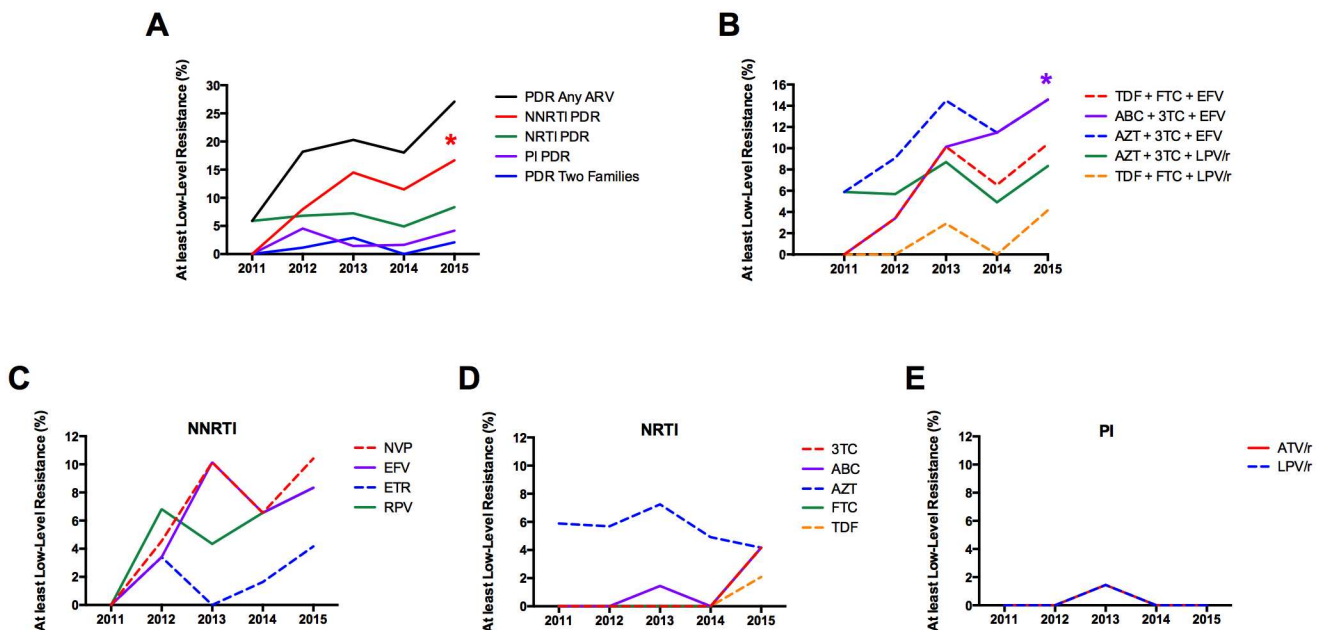 A
At least Low-Level Resistance (%)
30
25
20
15
10
5
0
2011 2012 2013 2014 2015
*
PDR Any ARV
NNRTI PDR
NRTI PDR
PI PDR
PDR Two Families
B
At least Low-Level Resistance (%)
16
14
12
10
8
6
4
2
0
2011 2012 2013 2014 2015
*
TDF + FTC + EFV
ABC + 3TC + EFV
AZT + 3TC + EFV
AZT + 3TC + LPV/r
TDF + FTC + LPV/r
C
NNRTI
At least Low-Level Resistance (%)
12
10
8
6
4
2
0
2011 2012 2013 2014 2015
NVP
EFV
ETR
RPV
D
NRTI
At least Low-Level Resistance (%)
12
10
8
6
4
2
0
2011 2012 2013 2014 2015
3TC
ABC
AZT
FTC
TDF
E
PI
At least Low-Level Resistance (%)
12
10
8
6
4
2
0
2011 2012 2013 2014 2015
ATV/r
LPV/r